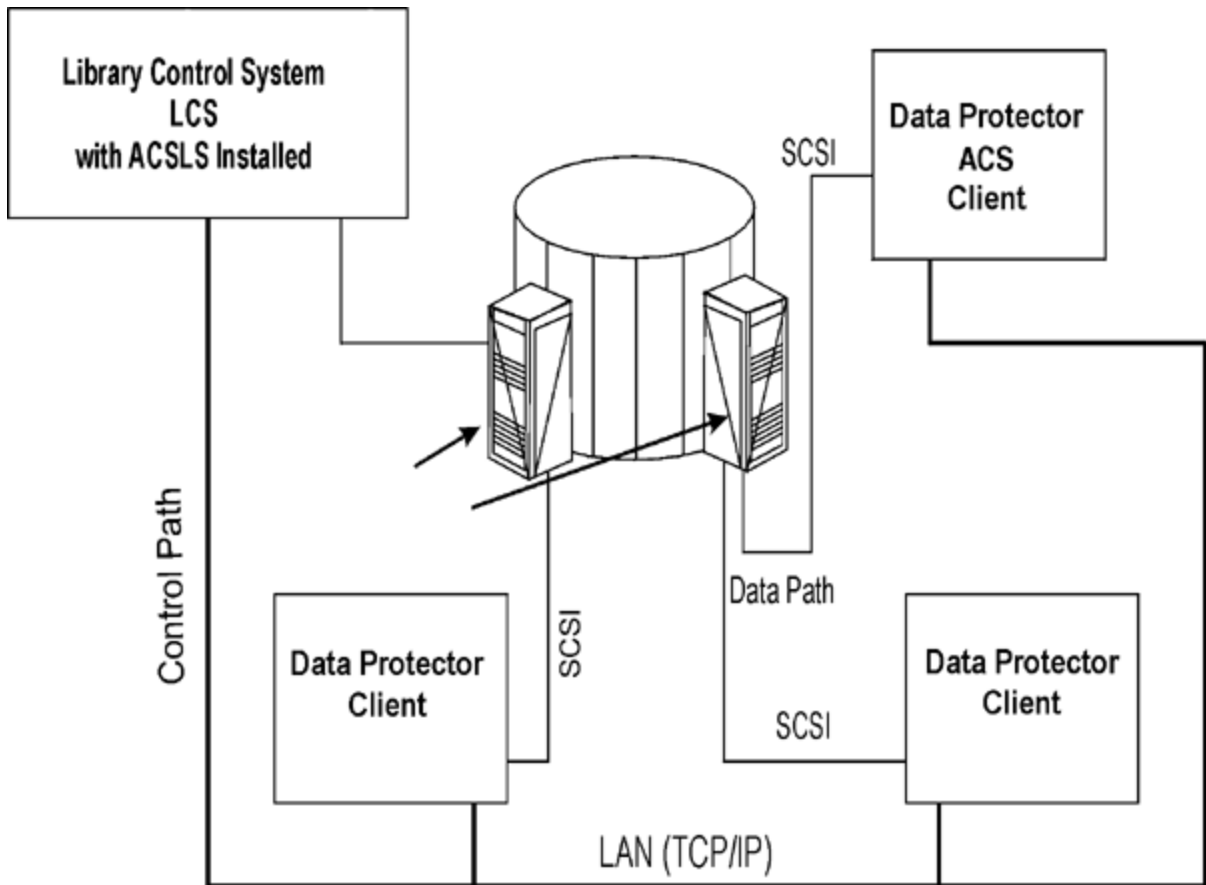 Library Control System
LCS
with ACSLS Installed
Data Protector
ACS
Client
SCSI
Control Path
Data Path
SCSI
Data Protector
Client
Data Protector
Client
SCSI
LAN (TCP/IP)